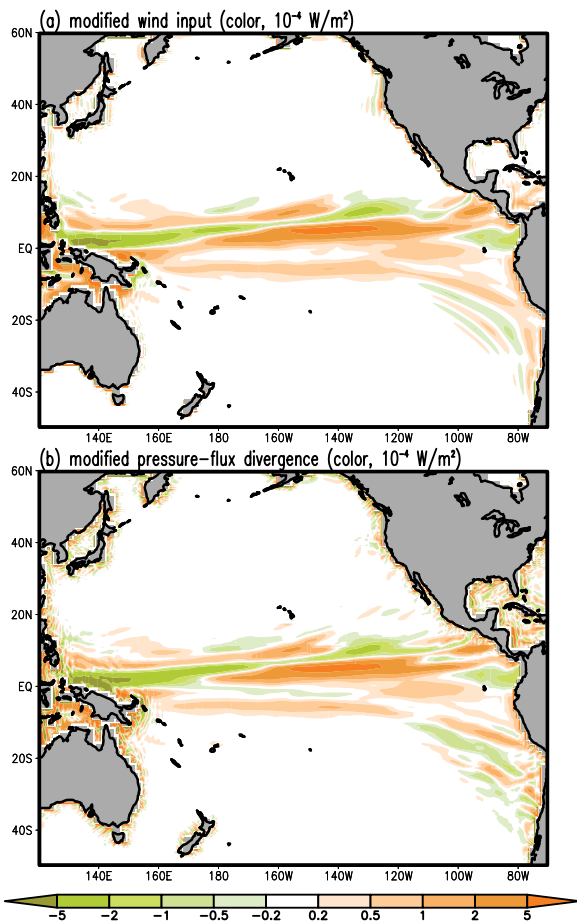 (a) modified wind input (color, 10⁻⁴ W/m²)
60N
40N
20N
EQ
20S
40S
140E 160E 180 160W 140W 120W 100W 80W
(b) modified pressure-flux divergence (color, 10⁻⁴ W/m²)
60N
40N
20N
EQ
20S
40S
140E 160E 180 160W 140W 120W 100W 80W
-5 -2 -1 -0.5 -0.2 0.2 0.5 1 2 5